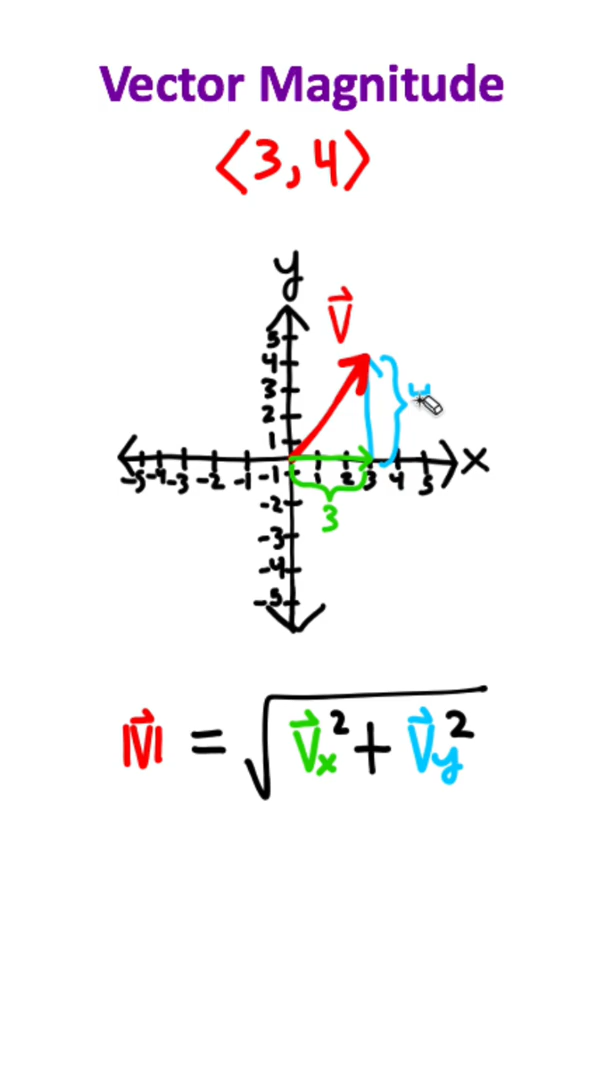 Vector Magnitude
⟨3, 4⟩
y
V⃗
5
4
3
2
1
-5 -4 -3 -2 -1 1 2 3 4 5 x
-1
-2
-3
-4
-5
3
|V⃗| = √(V⃗x² + V⃗y²)